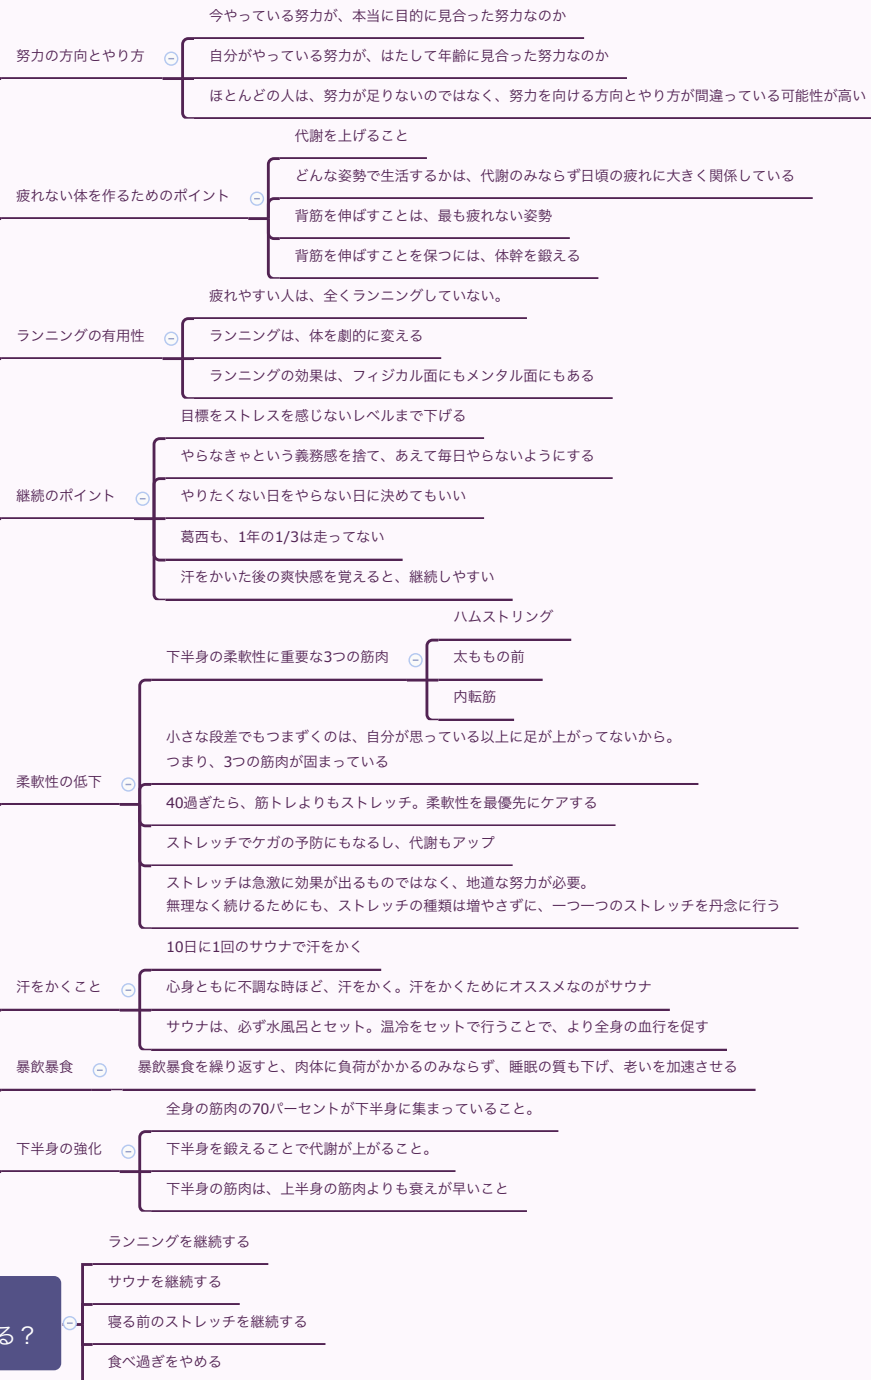 今やっている努力が、本当に目的に見合った努力なのか
努力の方向とやり方
自分がやっている努力が、はたして年齢に見合った努力なのか
ほとんどの人は、努力が足りないのではなく、努力を向ける方向とやり方が間違っている可能性が高い
代謝を上げること
どんな姿勢で生活するかは、代謝のみならず日頃の疲れに大きく関係している
疲れない体を作るためのポイント
背筋を伸ばすことは、最も疲れない姿勢
背筋を伸ばすことを保つには、体幹を鍛える
疲れやすい人は、全くランニングしていない。
ランニングの有用性
ランニングは、体を劇的に変える
ランニングの効果は、フィジカル面にもメンタル面にもある
目標をストレスを感じないレベルまで下げる
やらなきゃという義務感を捨て、あえて毎日やらないようにする
継続のポイント
やりたくない日をやらない日に決めてもいい
葛西も、1年の1/3は走ってない
汗をかいた後の爽快感を覚えると、継続しやすい
ハムストリング
下半身の柔軟性に重要な3つの筋肉
太ももの前
内転筋
小さな段差でもつまずくのは、自分が思っている以上に足が上がってないから。
つまり、3つの筋肉が固まっている
柔軟性の低下
40過ぎたら、筋トレよりもストレッチ。柔軟性を最優先にケアする
ストレッチでケガの予防にもなるし、代謝もアップ
ストレッチは急激に効果が出るものではなく、地道な努力が必要。
無理なく続けるためにも、ストレッチの種類は増やさずに、一つ一つのストレッチを丹念に行う
10日に1回のサウナで汗をかく
汗をかくこと
心身ともに不調な時ほど、汗をかく。汗をかくためにオススメなのがサウナ
サウナは、必ず水風呂とセット。温冷をセットで行うことで、より全身の血行を促す
暴飲暴食
暴飲暴食を繰り返すと、肉体に負荷がかかるのみならず、睡眠の質も下げ、老いを加速させる
全身の筋肉の70パーセントが下半身に集まっていること。
下半身の強化
下半身を鍛えることで代謝が上がること。
下半身の筋肉は、上半身の筋肉よりも衰えが早いこと
ランニングを継続する
サウナを継続する
る？
寝る前のストレッチを継続する
食べ過ぎをやめる